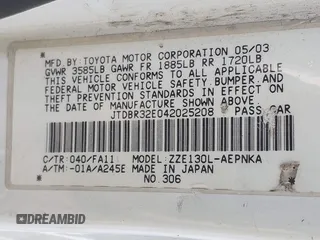 MFD. BY: TOYOTA MOTOR CORPORATION 05/03
GVWR 3585LB GAWR FR 1885LB RR 1720LB
THIS VEHICLE CONFORMS TO ALL APPLICABLE
FEDERAL MOTOR VEHICLE SAFETY, BUMPER, AND
THEFT PREVENTION STANDARDS IN EFFECT ON
THE DATE OF MANUFACTURE SHOWN ABOVE.
JTDBR32E042025208 PASS. CAR
C/TR: 040/FA11 MODEL: ZZE130L-AEPNKA
A/TM: -01A/A245E MADE IN JAPAN
NO. 306
STAT.VIN
DREAMBID